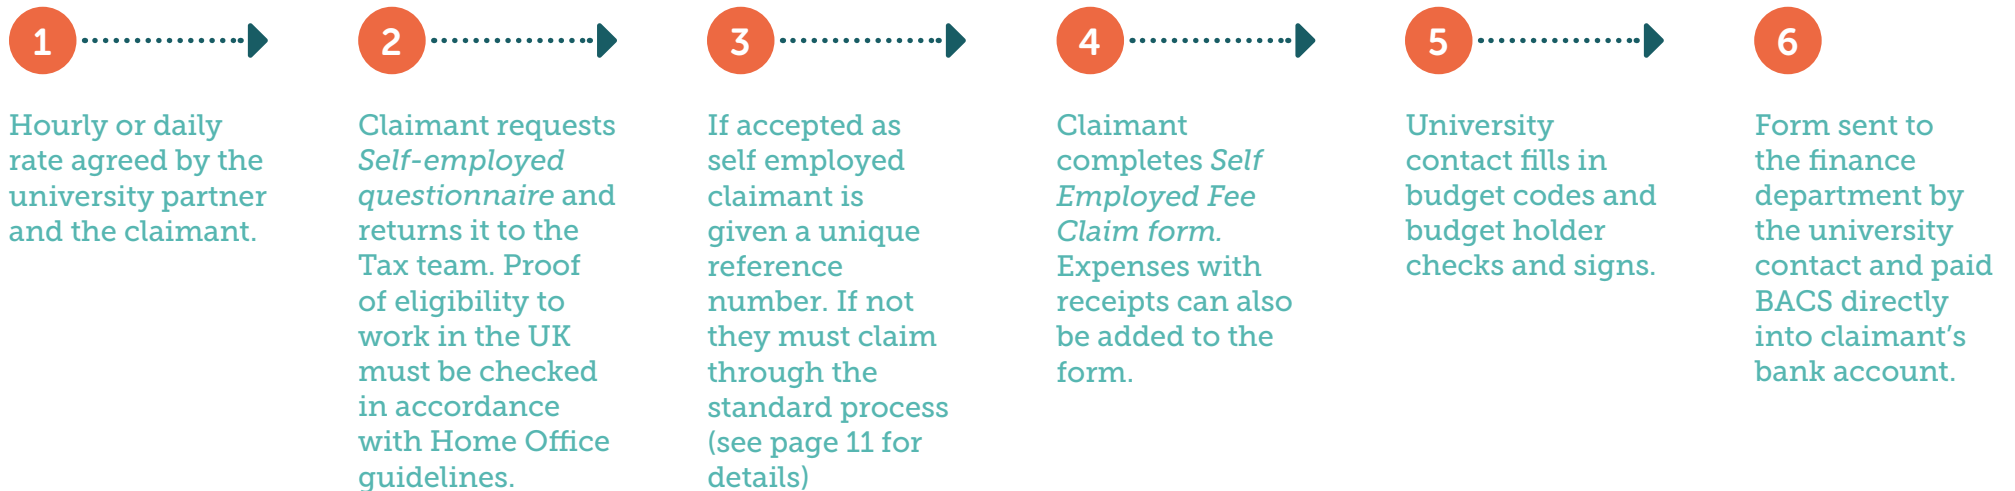 1
Hourly or daily
rate agreed by the
university partner
and the claimant.
2
Claimant requests
Self-employed
questionnaire and
returns it to the
Tax team. Proof
of eligibility to
work in the UK
must be checked
in accordance
with Home Office
guidelines.
3
If accepted as
self employed
claimant is
given a unique
reference
number. If not
they must claim
through the
standard process
(see page 11 for
details)
4
Claimant
completes Self
Employed Fee
Claim form.
Expenses with
receipts can also
be added to the
form.
5
University
contact fills in
budget codes and
budget holder
checks and signs.
6
Form sent to
the finance
department by
the university
contact and paid
BACS directly
into claimant’s
bank account.